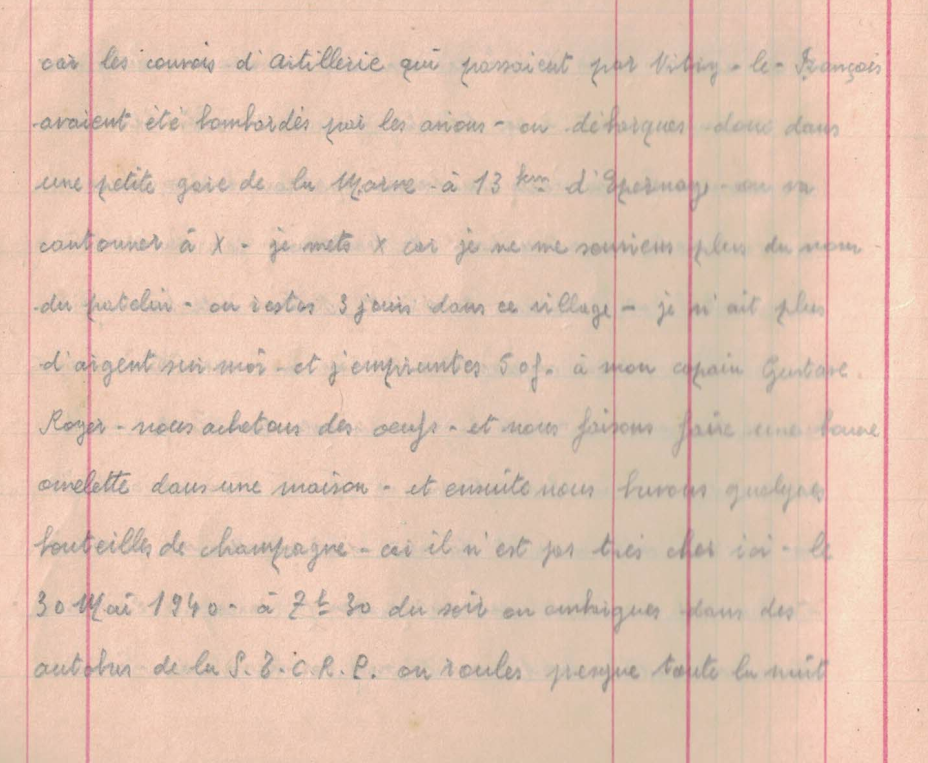 car les convois d'Artillerie qui passaient par Vitry-le-François
avaient été bombardés par les avions - on débarques donc dans
une petite gare de la Marne - à 13 km d'Epernay - on va
cantonner à X - je mets X car je ne me souviens plus du nom
du patelin - on restes 3 jours dans ce village - je n'ait plus
d'argent sur moi - et j'empruntes 50f. à mon copain Gustave
Royer - nous achetons des oeufs - et nous faisons faire une bonne
omelette dans une maison - et ensuite nous buvons quelques
bouteilles de champagne - car il n'est pas très cher ici - le
30 Mai 1940 - à 7h30 du soir on embarques dans des
autobus de la S.T.C.R.P. on roules presque toute la nuit